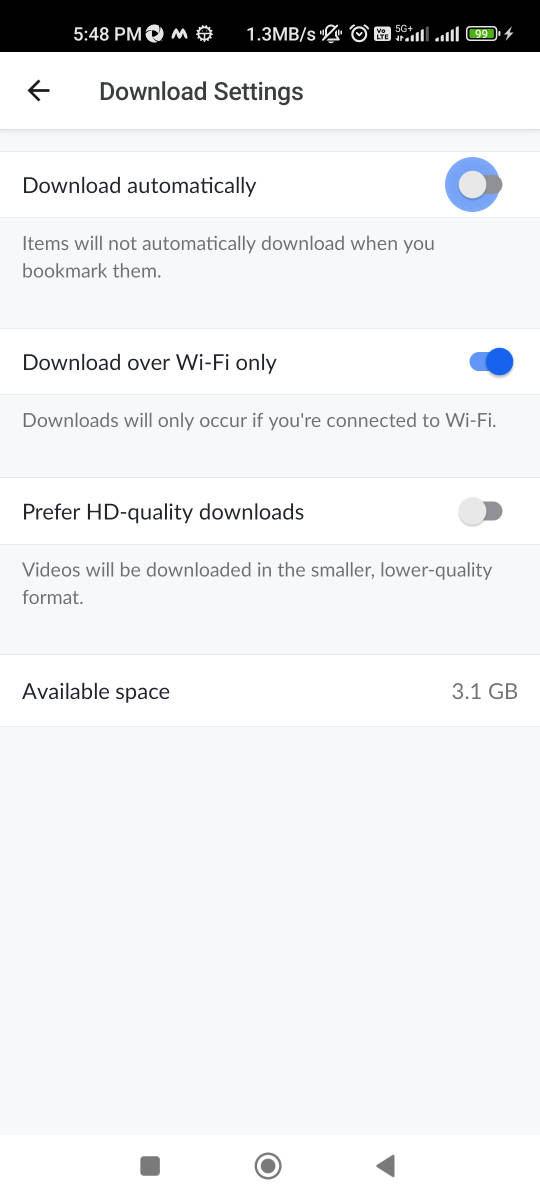 5:48 PM 1.3MB/s Vo LTE 5G+ 99
Download Settings
Download automatically
Items will not automatically download when you
bookmark them.
Download over Wi-Fi only
Downloads will only occur if you're connected to Wi-Fi.
Prefer HD-quality downloads
Videos will be downloaded in the smaller, lower-quality
format.
Available space 3.1 GB